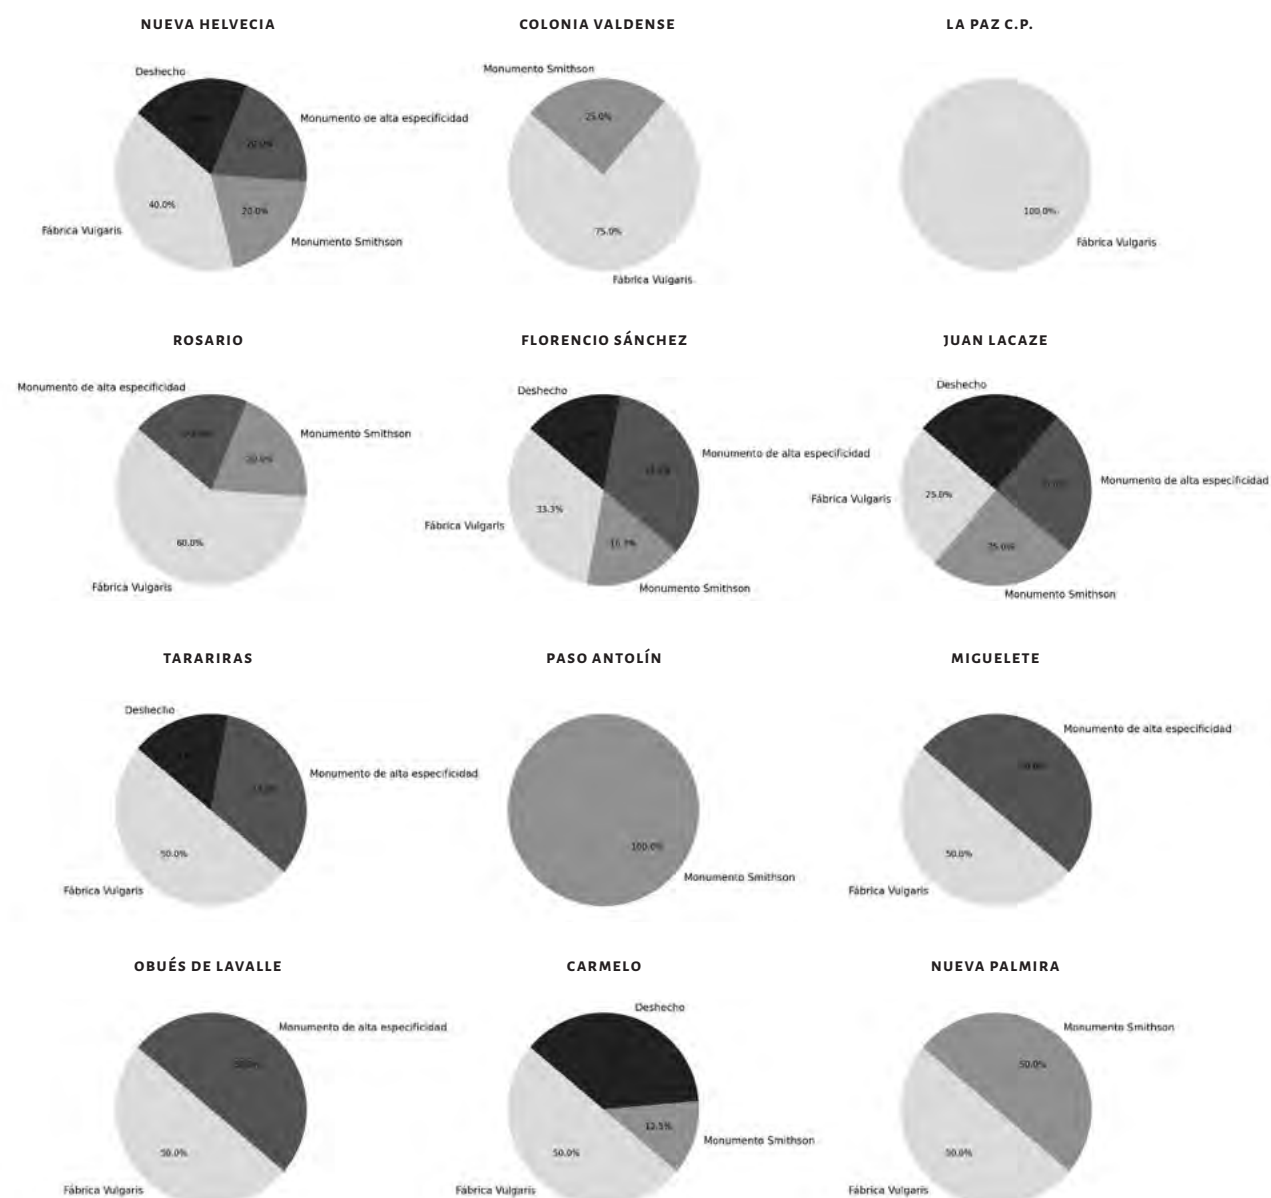 NUEVA HELVECIA
Deshecho
Monumento de alta especificidad
20.0%
40.0%
20.0%
Fábrica Vulgaris
Monumento Smithson
COLONIA VALDENSE
Monumento Smithson
25.0%
75.0%
Fábrica Vulgaris
LA PAZ C.P.
100.0%
Fábrica Vulgaris
ROSARIO
Monumento de alta especificidad
Monumento Smithson
20.0%
60.0%
Fábrica Vulgaris
FLORENCIO SÁNCHEZ
Deshecho
Monumento de alta especificidad
33.3%
Fábrica Vulgaris
16.7%
Monumento Smithson
JUAN LACAZE
Deshecho
Monumento de alta especificidad
25.0%
Fábrica Vulgaris
25.0%
Monumento Smithson
TARARIRAS
Deshecho
Monumento de alta especificidad
50.0%
Fábrica Vulgaris
PASO ANTOLÍN
100.0%
Monumento Smithson
MIGUELETE
Monumento de alta especificidad
50.0%
50.0%
Fábrica Vulgaris
OBUÉS DE LAVALLE
Monumento de alta especificidad
50.0%
50.0%
Fábrica Vulgaris
CARMELO
Deshecho
12.5%
Monumento Smithson
50.0%
Fábrica Vulgaris
NUEVA PALMIRA
Monumento Smithson
50.0%
50.0%
Fábrica Vulgaris